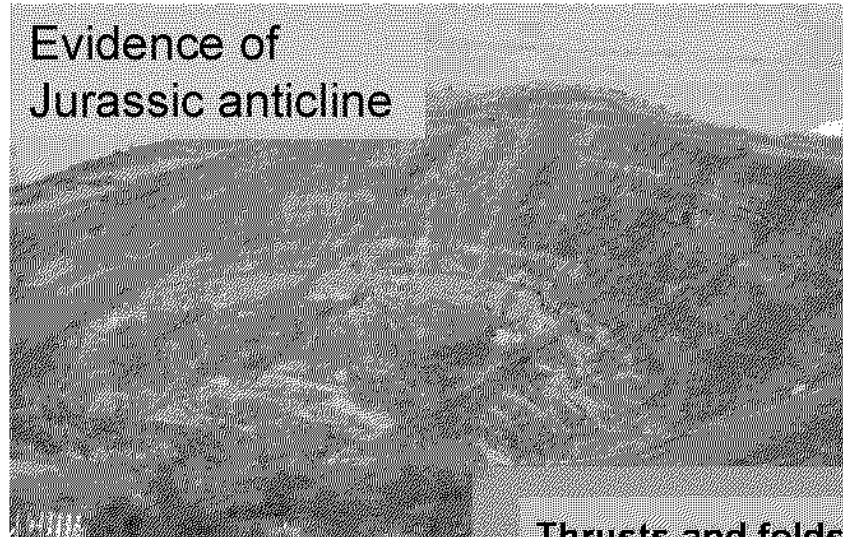 Evidence of
Jurassic anticline
Thrusts and folds